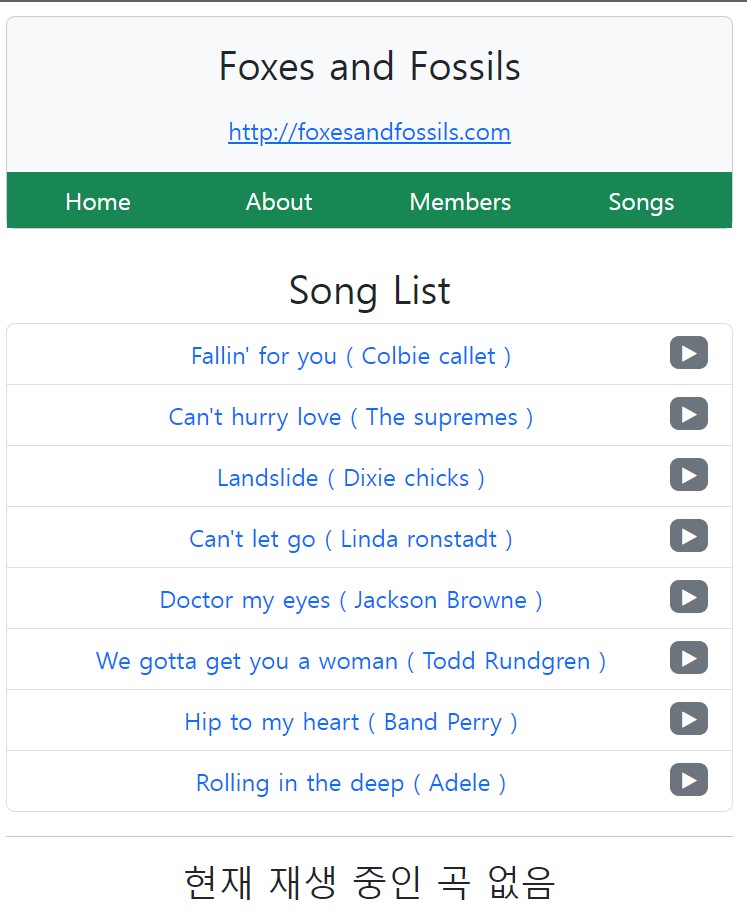 Foxes and Fossils
http://foxesandfossils.com
Home About Members Songs
Song List
Fallin' for you ( Colbie callet )
Can't hurry love ( The supremes )
Landslide ( Dixie chicks )
Can't let go ( Linda ronstadt )
Doctor my eyes ( Jackson Browne )
We gotta get you a woman ( Todd Rundgren )
Hip to my heart ( Band Perry )
Rolling in the deep ( Adele )
현재 재생 중인 곡 없음